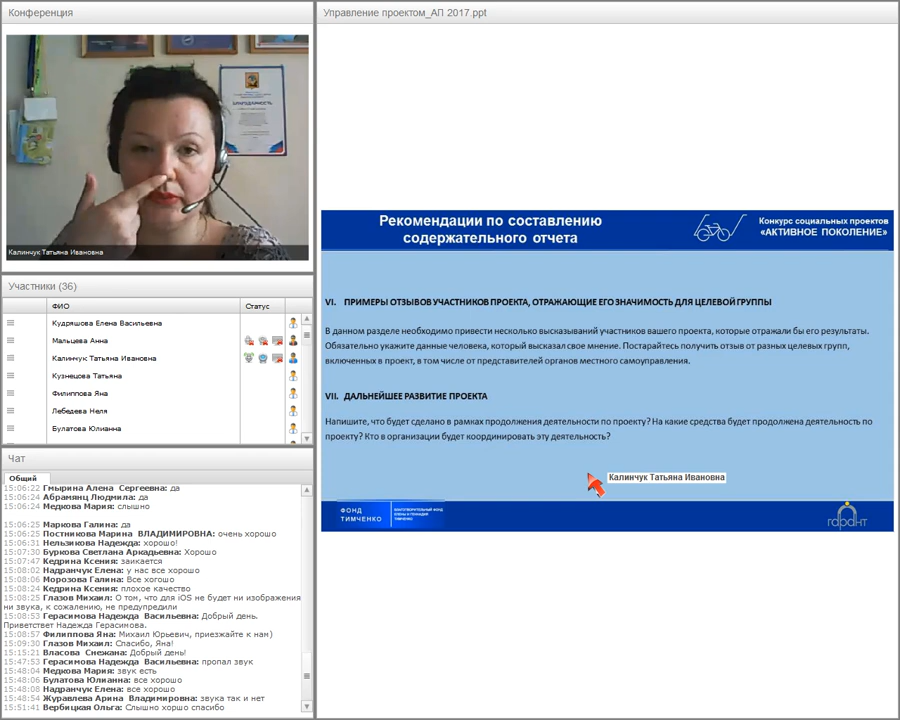 Конференция
БЛАГОДАРНОСТЬ
Калинчук Татьяна Ивановна
Участники (36)
ФИО
Статус
Кудряшова Елена Васильевна
Мальцева Анна
Калинчук Татьяна Ивановна
Кузнецова Татьяна
Филиппова Яна
Лебедева Неля
Булатова Юлианна
Чат
Общий
15:06:22 Гмырина Алена Сергеевна: да
15:06:24 Абрамянц Людмила: да
15:06:24 Медкова Мария: слышно
15:06:25 Маркова Галина: да
15:06:25 Постникова Марина ВЛАДИМИРОВНА: очень хорошо
15:06:31 Нельзикова Надежда: хорошо!
15:07:30 Буркова Светлана Аркадьевна: Хорошо
15:07:47 Кедрина Ксения: заикается
15:08:02 Надранчук Елена: у нас все хорошо
15:08:06 Морозова Галина: Все хогошо
15:08:24 Кедрина Ксения: плохое качество
15:08:25 Глазов Михаил: О том, что для iOS не будет ни изображения,
ни звука, к сожалению, не предупредили
15:08:53 Герасимова Надежда Васильевна: Добрый день.
Приветствет Надежда Герасимова.
15:08:57 Филиппова Яна: Михаил Юрьевич, приезжайте к нам)
15:09:30 Глазов Михаил: Спасибо, Яна!
15:15:21 Власова Снежана: Добрый день!
15:47:53 Герасимова Надежда Васильевна: пропал звук
15:48:04 Медкова Мария: звук есть
15:48:06 Булатова Юлианна: все хорошо
15:48:08 Надранчук Елена: все хорошо
15:48:54 Журавлева Арина Владимировна: звука так и нет
15:51:41 Вербицкая Ольга: Слышно хоршо спасибо
Управление проектом_АП 2017.ppt
Рекомендации по составлению
содержательного отчета
Конкурс социальных проектов
«АКТИВНОЕ ПОКОЛЕНИЕ»
VI. ПРИМЕРЫ ОТЗЫВОВ УЧАСТНИКОВ ПРОЕКТА, ОТРАЖАЮЩИЕ ЕГО ЗНАЧИМОСТЬ ДЛЯ ЦЕЛЕВОЙ ГРУППЫ
В данном разделе необходимо привести несколько высказываний участников вашего проекта, которые отражали бы его результаты.
Обязательно укажите данные человека, который высказал свое мнение. Постарайтесь получить отзыв от разных целевых групп,
включенных в проект, в том числе от представителей органов местного самоуправления.
VII. ДАЛЬНЕЙШЕЕ РАЗВИТИЕ ПРОЕКТА
Напишите, что будет сделано в рамках продолжения деятельности по проекту? На какие средства будет продолжена деятельность по
проекту? Кто в организации будет координировать эту деятельность?
Калинчук Татьяна Ивановна
ФОНД
ТИМЧЕНКО
БЛАГОТВОРИТЕЛЬНЫЙ ФОНД
ЕЛЕНЫ И ГЕННАДИЯ
ТИМЧЕНКО
гарант